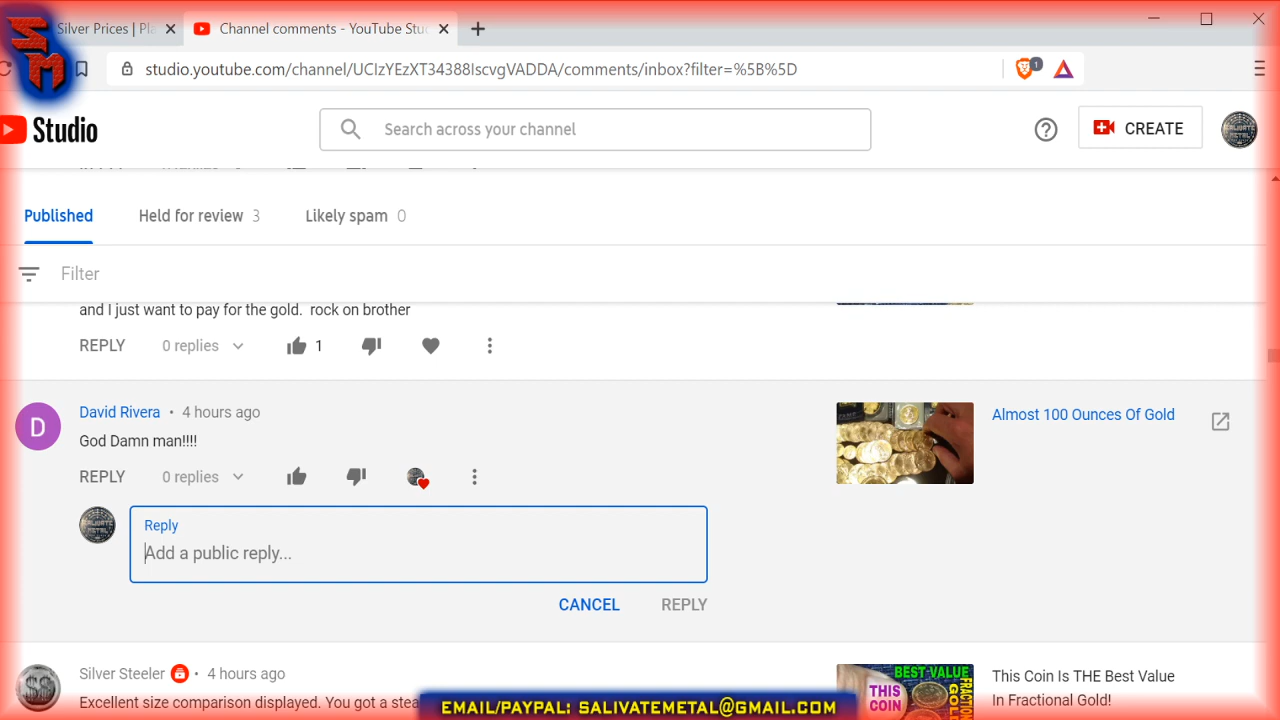 SM
Silver Prices | Pla
Channel comments - YouTube Stu
studio.youtube.com/channel/UCIzYEzXT34388IscvgVADDA/comments/inbox?filter=%5B%5D
1
Studio
Search across your channel
CREATE
Published
Held for review 3
Likely spam 0
Filter
and I just want to pay for the gold. rock on brother
REPLY 0 replies 1
David Rivera • 4 hours ago
Almost 100 Ounces Of Gold
D
God Damn man!!!!
REPLY 0 replies
Reply
Add a public reply...
CANCEL REPLY
Silver Steeler • 4 hours ago
Excellent size comparison displayed. You got a stea
BEST VALUE
THIS
COIN
FRACTION
GOLD
This Coin Is THE Best Value
In Fractional Gold!
EMAIL/PAYPAL: SALIVATEMETAL@GMAIL.COM